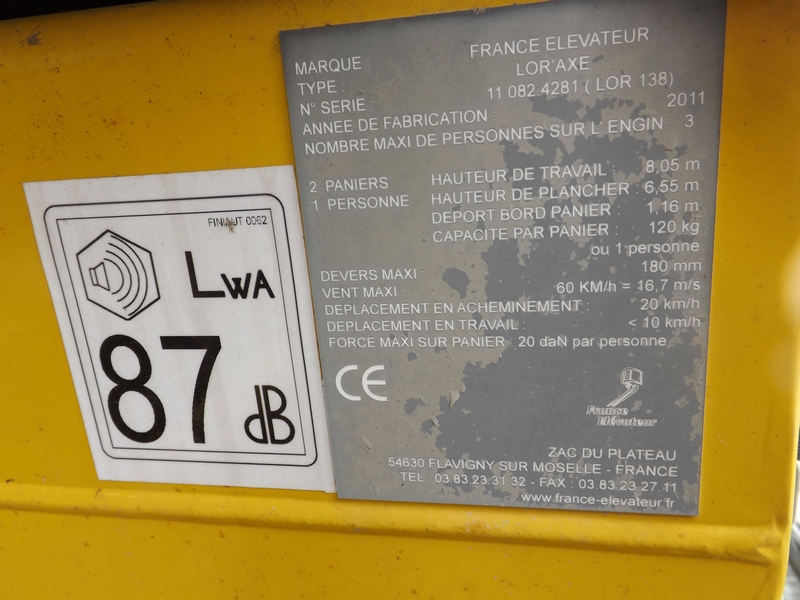 MARQUE : FRANCE ELEVATEUR
TYPE : LOR'AXE
N° SERIE : 11 082 4281 ( LOR 138)
ANNEE DE FABRICATION : 2011
NOMBRE MAXI DE PERSONNES SUR L' ENGIN 3
2 PANIERS HAUTEUR DE TRAVAIL : 8,05 m
1 PERSONNE HAUTEUR DE PLANCHER : 6,55 m
DEPORT BORD PANIER : 1,16 m
CAPACITE PAR PANIER : 120 kg
ou 1 personne
DEVERS MAXI : 180 mm
VENT MAXI : 60 KM/h = 16,7 m/s
DEPLACEMENT EN ACHEMINEMENT : 20 km/h
DEPLACEMENT EN TRAVAIL : < 10 km/h
FORCE MAXI SUR PANIER : 20 daN par personne
CE
France
Elévateur
ZAC DU PLATEAU
54630 FLAVIGNY SUR MOSELLE - FRANCE
TEL : 03 83 23 31 32 - FAX : 03 83 23 27 11
www.france-elevateur.fr
0062
LWA
87 dB